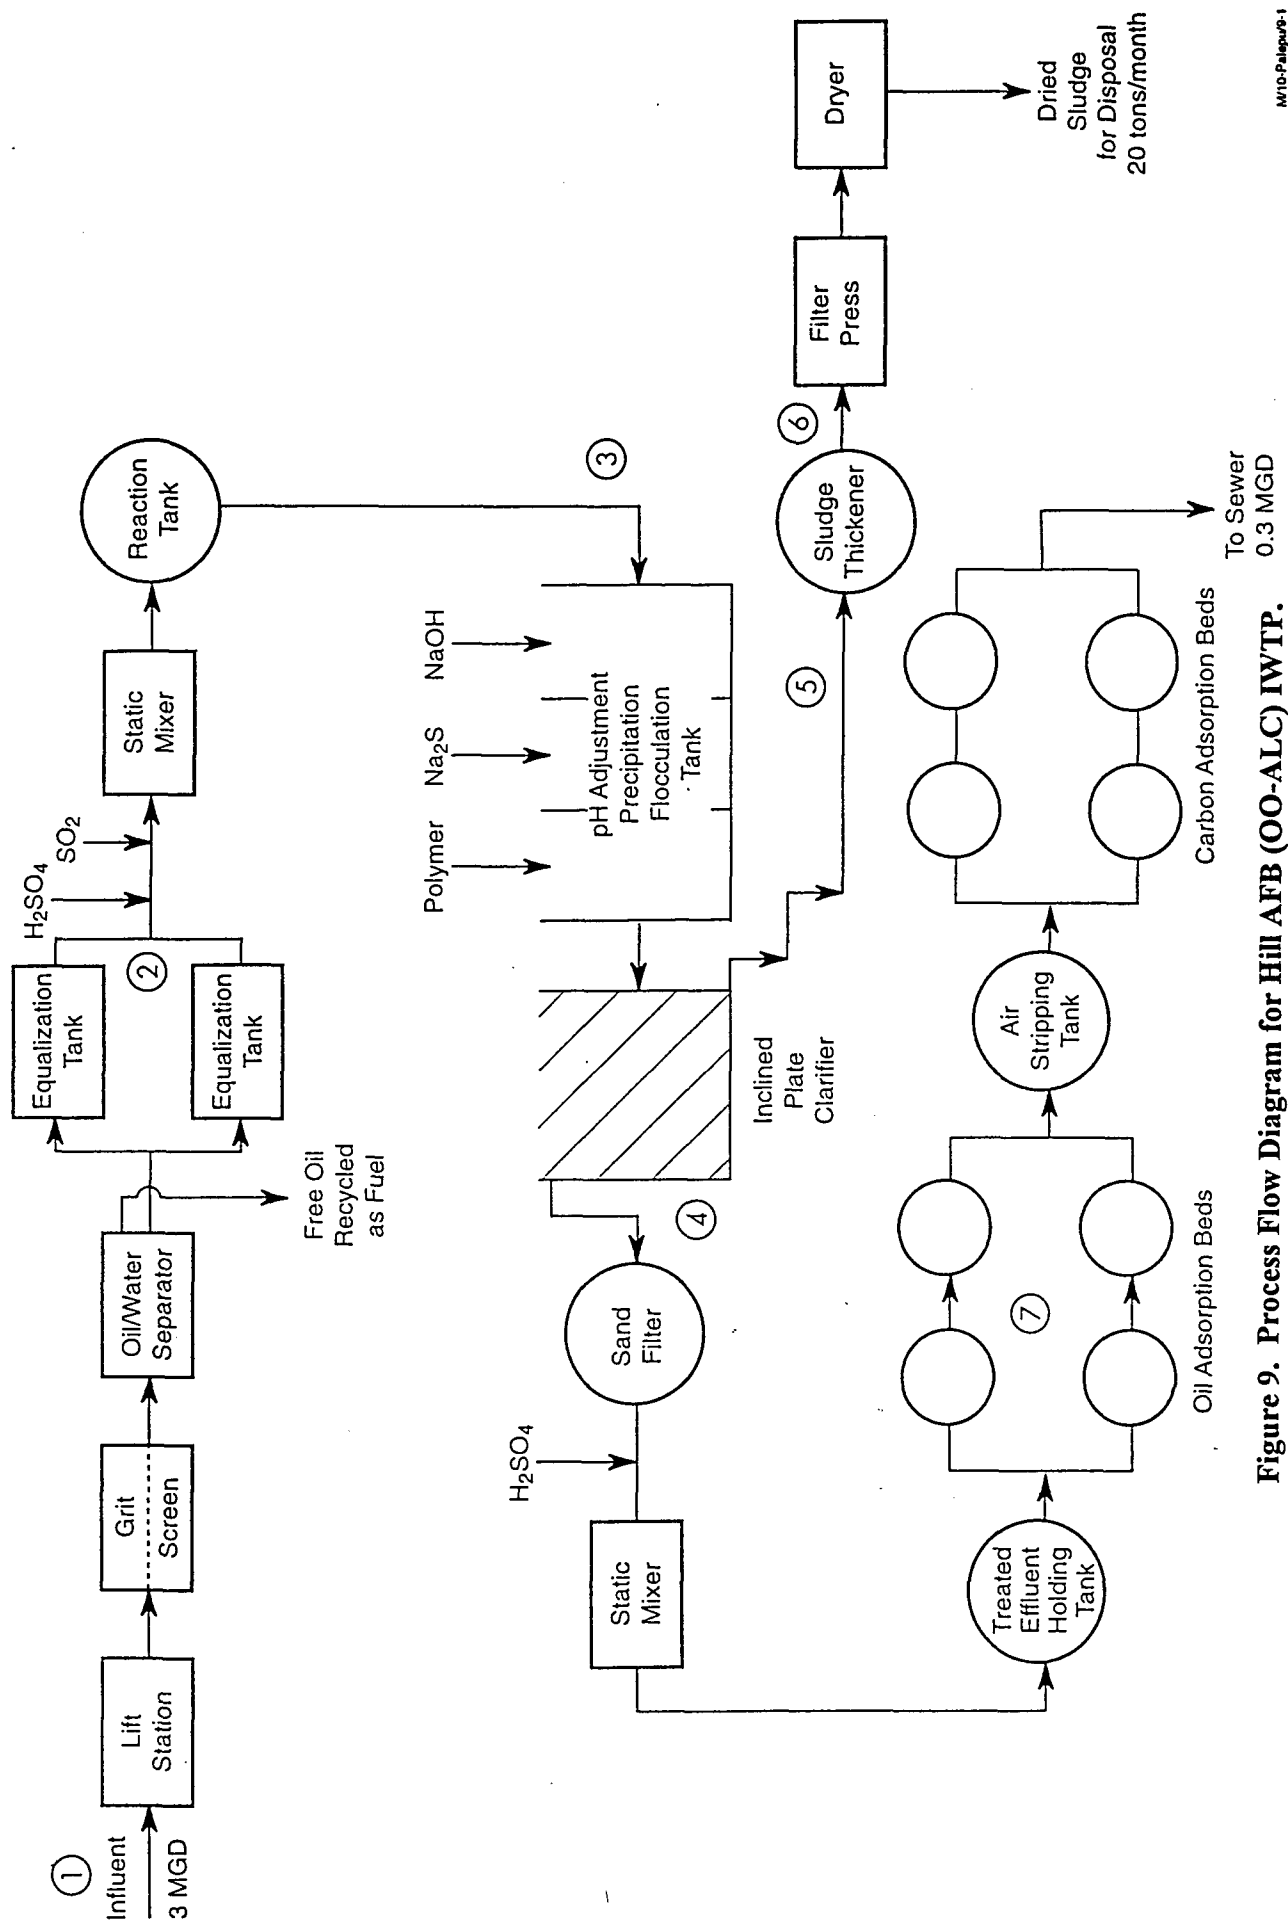 1
Influent
3 MGD
Lift
Station
Grit
Screen
Oil/Water
Separator
Free Oil
Recycled
as Fuel
Equalization
Tank
Equalization
Tank
2
H2SO4
SO2
Static
Mixer
Reaction
Tank
3
NaOH
Na2S
Polymer
pH Adjustment
Precipitation
Flocculation
Tank
Inclined
Plate
Clarifier
4
Sand
Filter
H2SO4
Static
Mixer
5
Sludge
Thickener
6
Filter
Press
Dryer
Dried
Sludge
for Disposal
20 tons/month
Treated
Effluent
Holding
Tank
7
Oil Adsorption Beds
Air
Stripping
Tank
Carbon Adsorption Beds
To Sewer
0.3 MGD
Figure 9. Process Flow Diagram for Hill AFB (OO-ALC) IWTP.